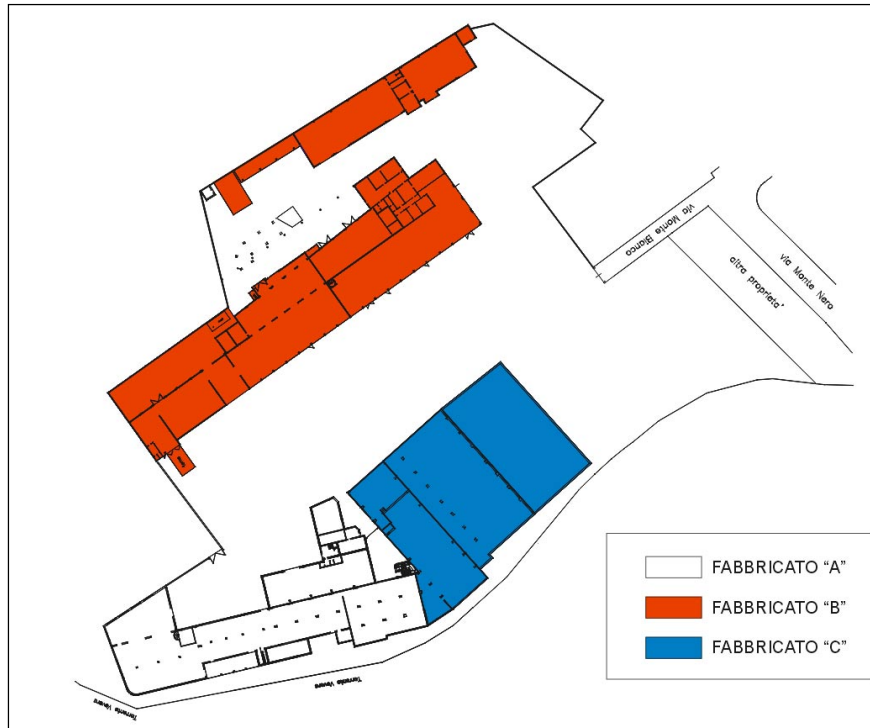 via Monte Bianco
altra proprieta'
via Monte Nero
FABBRICATO "A"
FABBRICATO "B"
FABBRICATO "C"